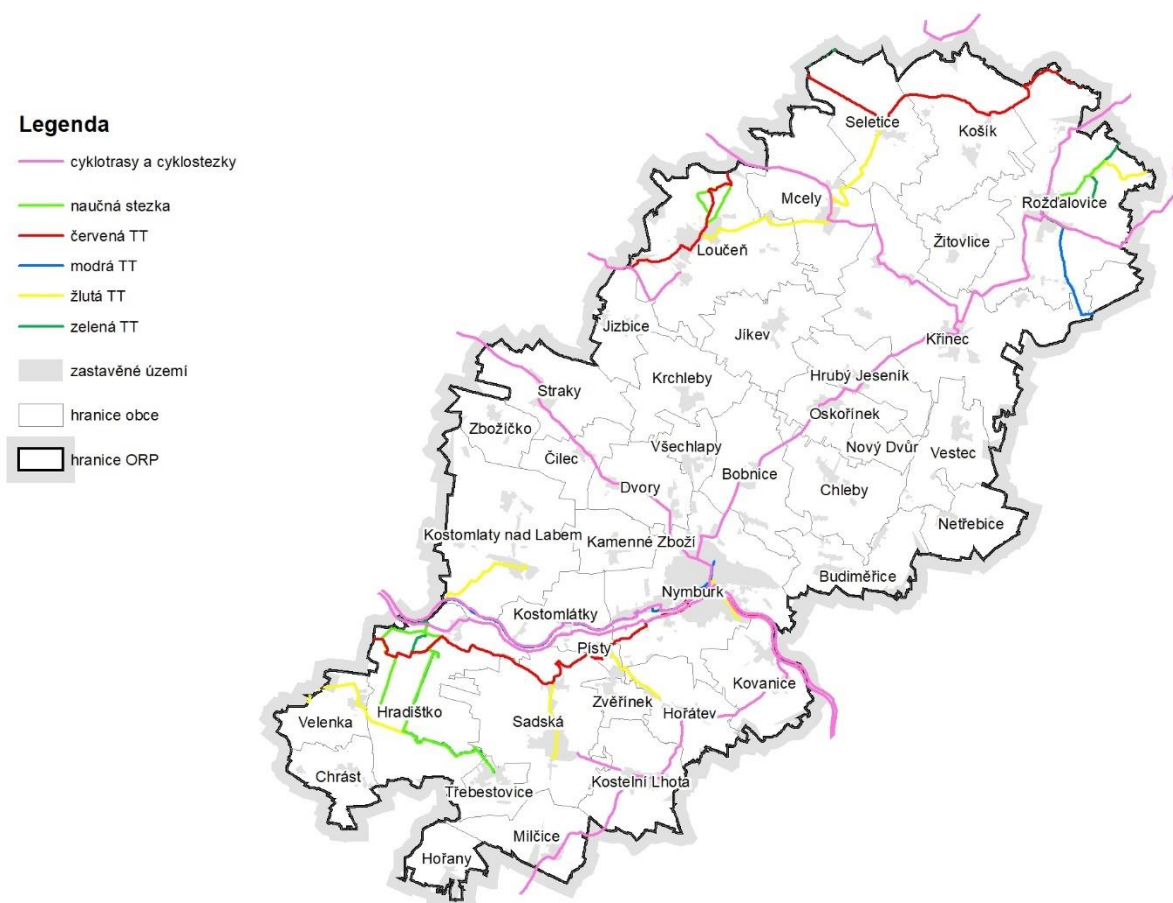 Legenda
cyklotrasy a cyklostezky
naučná stezka
červená TT
modrá TT
žlutá TT
zelená TT
zastavěné území
hranice obce
hranice ORP
Seletice
Košík
Mcely
Rožďalovice
Loučeň
Žitovlice
Jizbice
Jíkev
Křinec
Krchleby
Hrubý Jeseník
Straky
Oskořínek
Zbožíčko
Všechlapy
Nový Dvůr
Vestec
Čilec
Bobnice
Dvory
Chleby
Netřebice
Kostomlaty nad Labem
Kamenné Zboží
Budiměřice
Nymburk
Kostomlátky
Písty
Kovanice
Zvěřínek
Hradištko
Hořátev
Velenka
Sadská
Chrást
Kostelní Lhota
Třebestovice
Milčice
Hořany